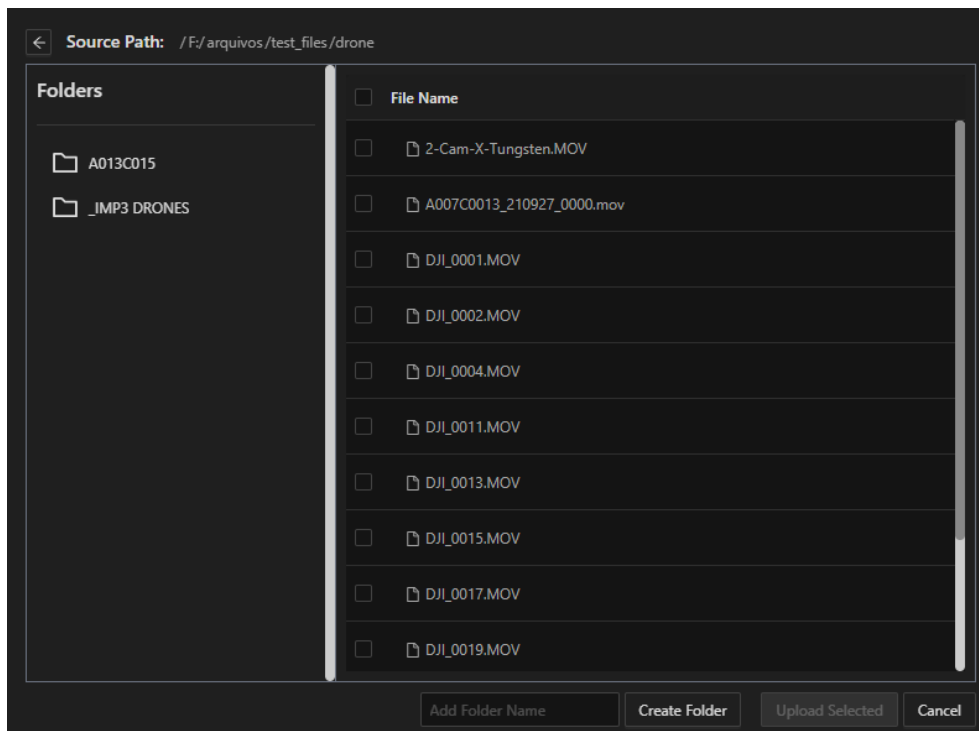 Source Path: /F:/arquivos/test_files/drone
Folders
A013C015
_IMP3 DRONES
File Name
2-Cam-X-Tungsten.MOV
A007C0013_210927_0000.mov
DJI_0001.MOV
DJI_0002.MOV
DJI_0004.MOV
DJI_0011.MOV
DJI_0013.MOV
DJI_0015.MOV
DJI_0017.MOV
DJI_0019.MOV
Add Folder Name Create Folder Upload Selected Cancel